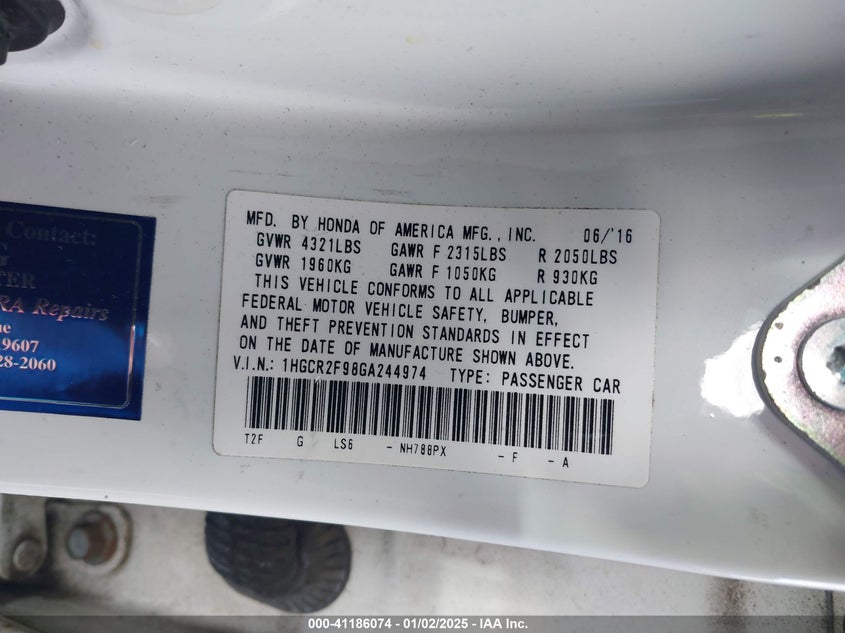 Contact:
G
TER
RA Repairs
ue
19607
28-2060
MFD. BY HONDA OF AMERICA MFG., INC. 06/'16
GVWR 4321LBS GAWR F 2315LBS R 2050LBS
GVWR 1960KG GAWR F 1050KG R 930KG
THIS VEHICLE CONFORMS TO ALL APPLICABLE
FEDERAL MOTOR VEHICLE SAFETY, BUMPER,
AND THEFT PREVENTION STANDARDS IN EFFECT
ON THE DATE OF MANUFACTURE SHOWN ABOVE.
V.I.N.: 1HGCR2F98GA244974 TYPE: PASSENGER CAR
T2F G LS6 - NH788PX - F - A
000-41186074 - 01/02/2025 - IAA Inc.